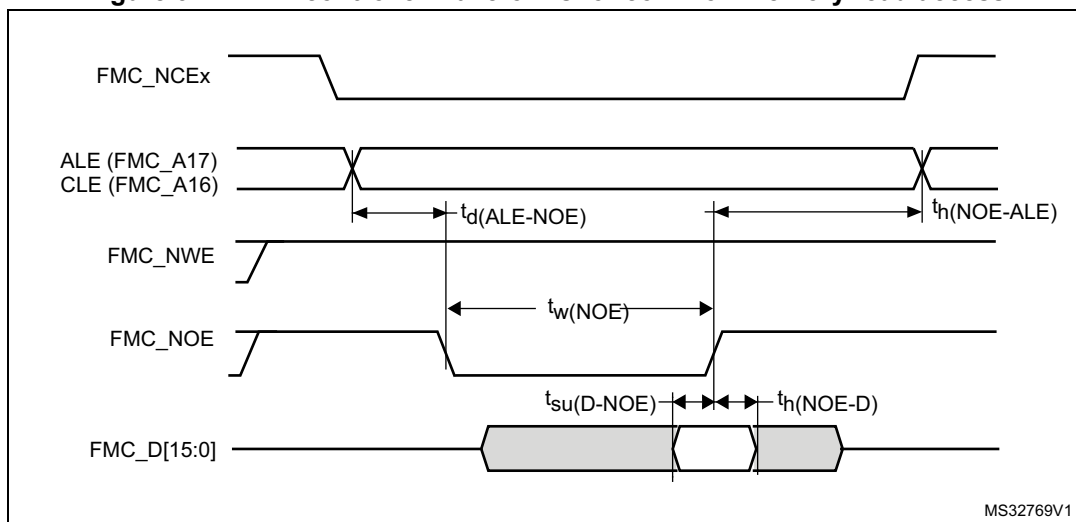 FMC_NCEx
ALE (FMC_A17)
CLE (FMC_A16)
td(ALE-NOE)
th(NOE-ALE)
FMC_NWE
tw(NOE)
FMC_NOE
tsu(D-NOE)
th(NOE-D)
FMC_D[15:0]
MS32769V1